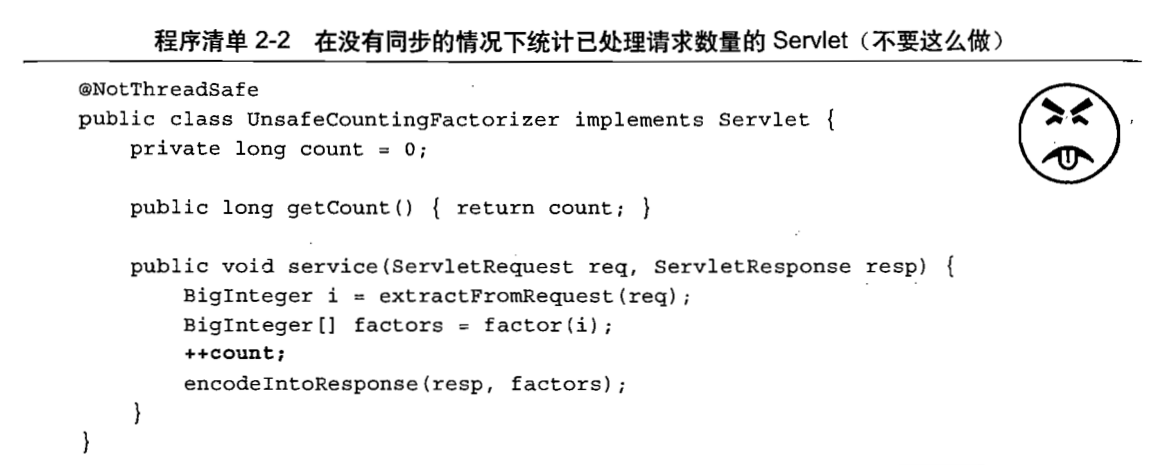 程序清单 2-2 在没有同步的情况下统计已处理请求数量的 Servlet（不要这么做）
@NotThreadSafe
public class UnsafeCountingFactorizer implements Servlet {
    private long count = 0;
    public long getCount() { return count; }
    public void service(ServletRequest req, ServletResponse resp) {
        BigInteger i = extractFromRequest(req);
        BigInteger[] factors = factor(i);
        ++count;
        encodeIntoResponse(resp, factors);
    }
}